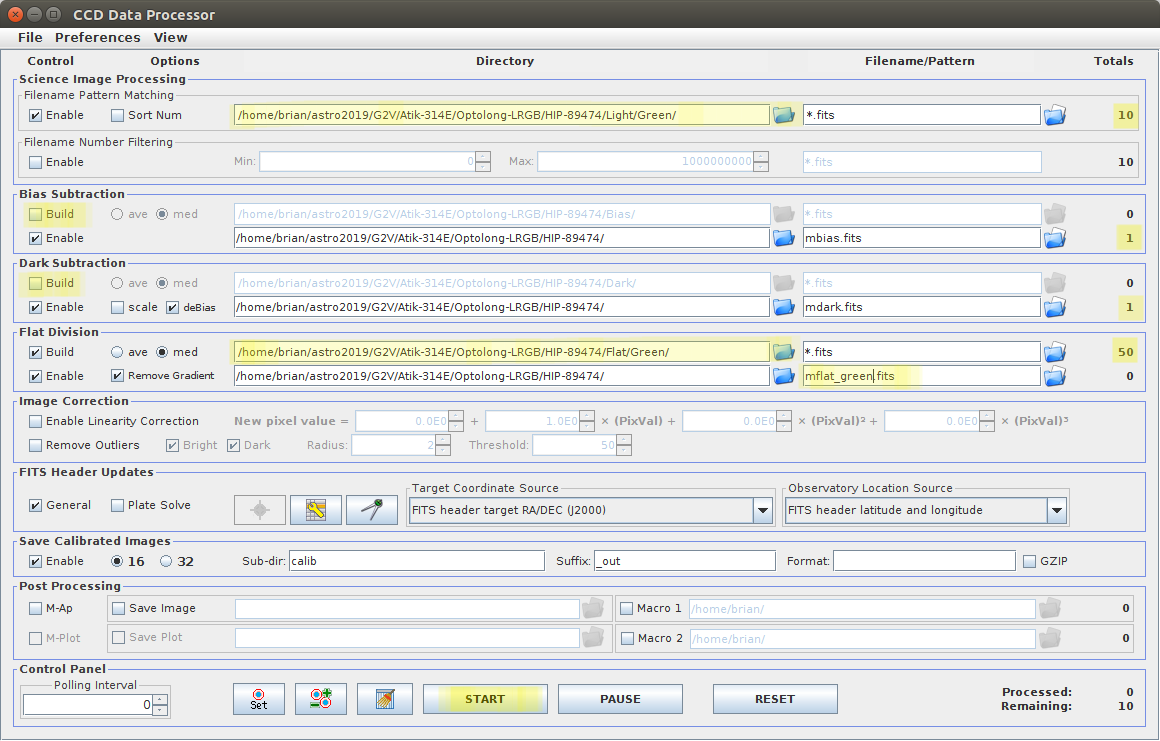 CCD Data Processor
File Preferences View
Control Options Directory Filename/Pattern Totals
Science Image Processing
Filename Pattern Matching
Enable Sort Num /home/brian/astro2019/G2V/Atik-314E/Optolong-LRGB/HIP-89474/Light/Green/ *.fits 10
Filename Number Filtering
Enable Min: 0 Max: 1000000000 *.fits 10
Bias Subtraction
Build ave med /home/brian/astro2019/G2V/Atik-314E/Optolong-LRGB/HIP-89474/Bias/ *.fits 0
Enable /home/brian/astro2019/G2V/Atik-314E/Optolong-LRGB/HIP-89474/ mbias.fits 1
Dark Subtraction
Build ave med /home/brian/astro2019/G2V/Atik-314E/Optolong-LRGB/HIP-89474/Dark/ *.fits 0
Enable scale deBias /home/brian/astro2019/G2V/Atik-314E/Optolong-LRGB/HIP-89474/ mdark.fits 1
Flat Division
Build ave med /home/brian/astro2019/G2V/Atik-314E/Optolong-LRGB/HIP-89474/Flat/Green/ *.fits 50
Enable Remove Gradient /home/brian/astro2019/G2V/Atik-314E/Optolong-LRGB/HIP-89474/ mflat_green.fits 0
Image Correction
Enable Linearity Correction New pixel value = 0.0E0 + 1.0E0 × (PixVal) + 0.0E0 × (PixVal)² + 0.0E0 × (PixVal)³
Remove Outliers Bright Dark Radius: 2 Threshold: 50
FITS Header Updates
Target Coordinate Source Observatory Location Source
General Plate Solve FITS header target RA/DEC (J2000) FITS header latitude and longitude
Save Calibrated Images
Enable 16 32 Sub-dir: calib Suffix: _out Format: GZIP
Post Processing
M-Ap Save Image Macro 1 /home/brian/ 0
M-Plot Save Plot Macro 2 /home/brian/ 0
Control Panel
Polling Interval
0 Set START PAUSE RESET
Processed: 0
Remaining: 10